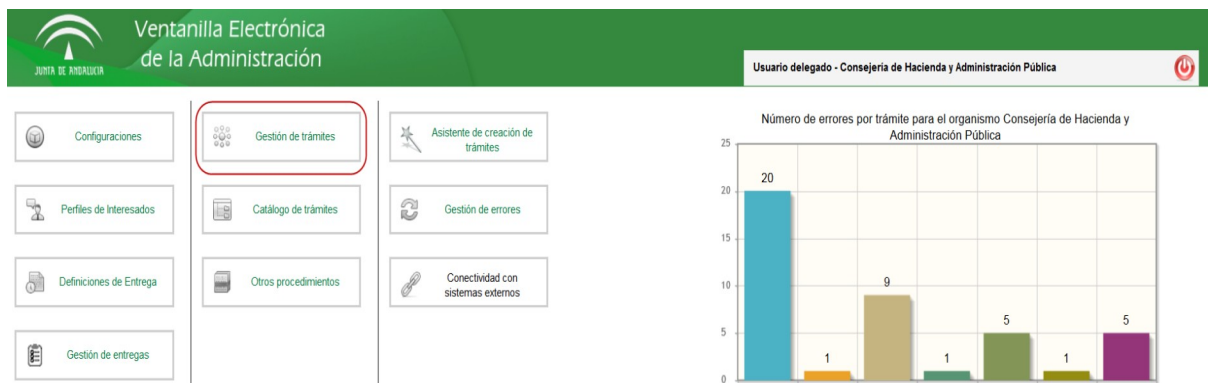 Ventanilla Electrónica
de la Administración
JUNTA DE ANDALUCIA
Usuario delegado - Consejería de Hacienda y Administración Pública
Configuraciones
Perfiles de Interesados
Definiciones de Entrega
Gestión de entregas
Gestión de trámites
Catálogo de trámites
Otros procedimientos
Asistente de creación de
trámites
Gestión de errores
Conectividad con
sistemas externos
Número de errores por trámite para el organismo Consejería de Hacienda y
Administración Pública
25
20
15
10
5
0
20
1
9
1
5
1
5